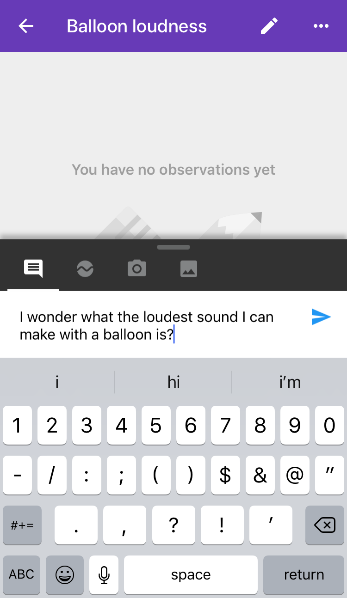 Balloon loudness
You have no observations yet
I wonder what the loudest sound I can
make with a balloon is?
i hi i'm
1 2 3 4 5 6 7 8 9 0
- / : ; ( ) $ & @ "
#+= . , ? ! '
ABC space return